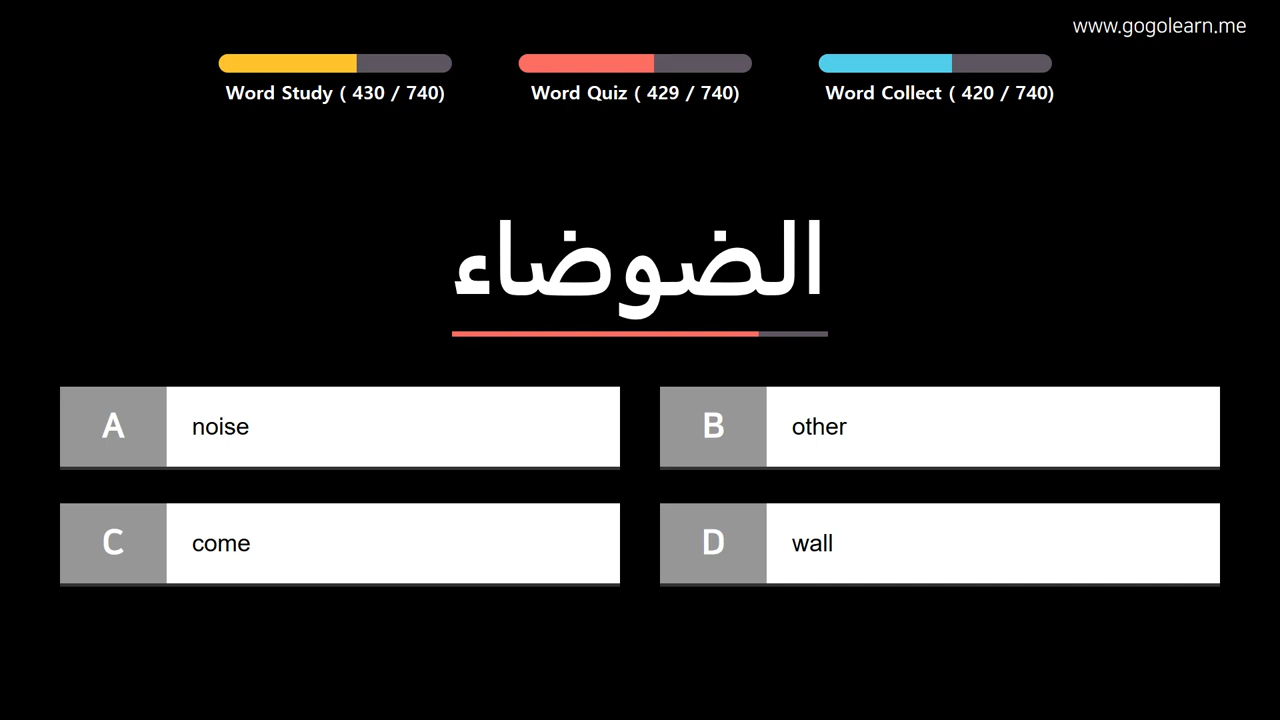 www.gogolearn.me
Word Study ( 430 / 740)
Word Quiz ( 429 / 740)
Word Collect ( 420 / 740)
الضوضاء
A noise
B other
C come
D wall